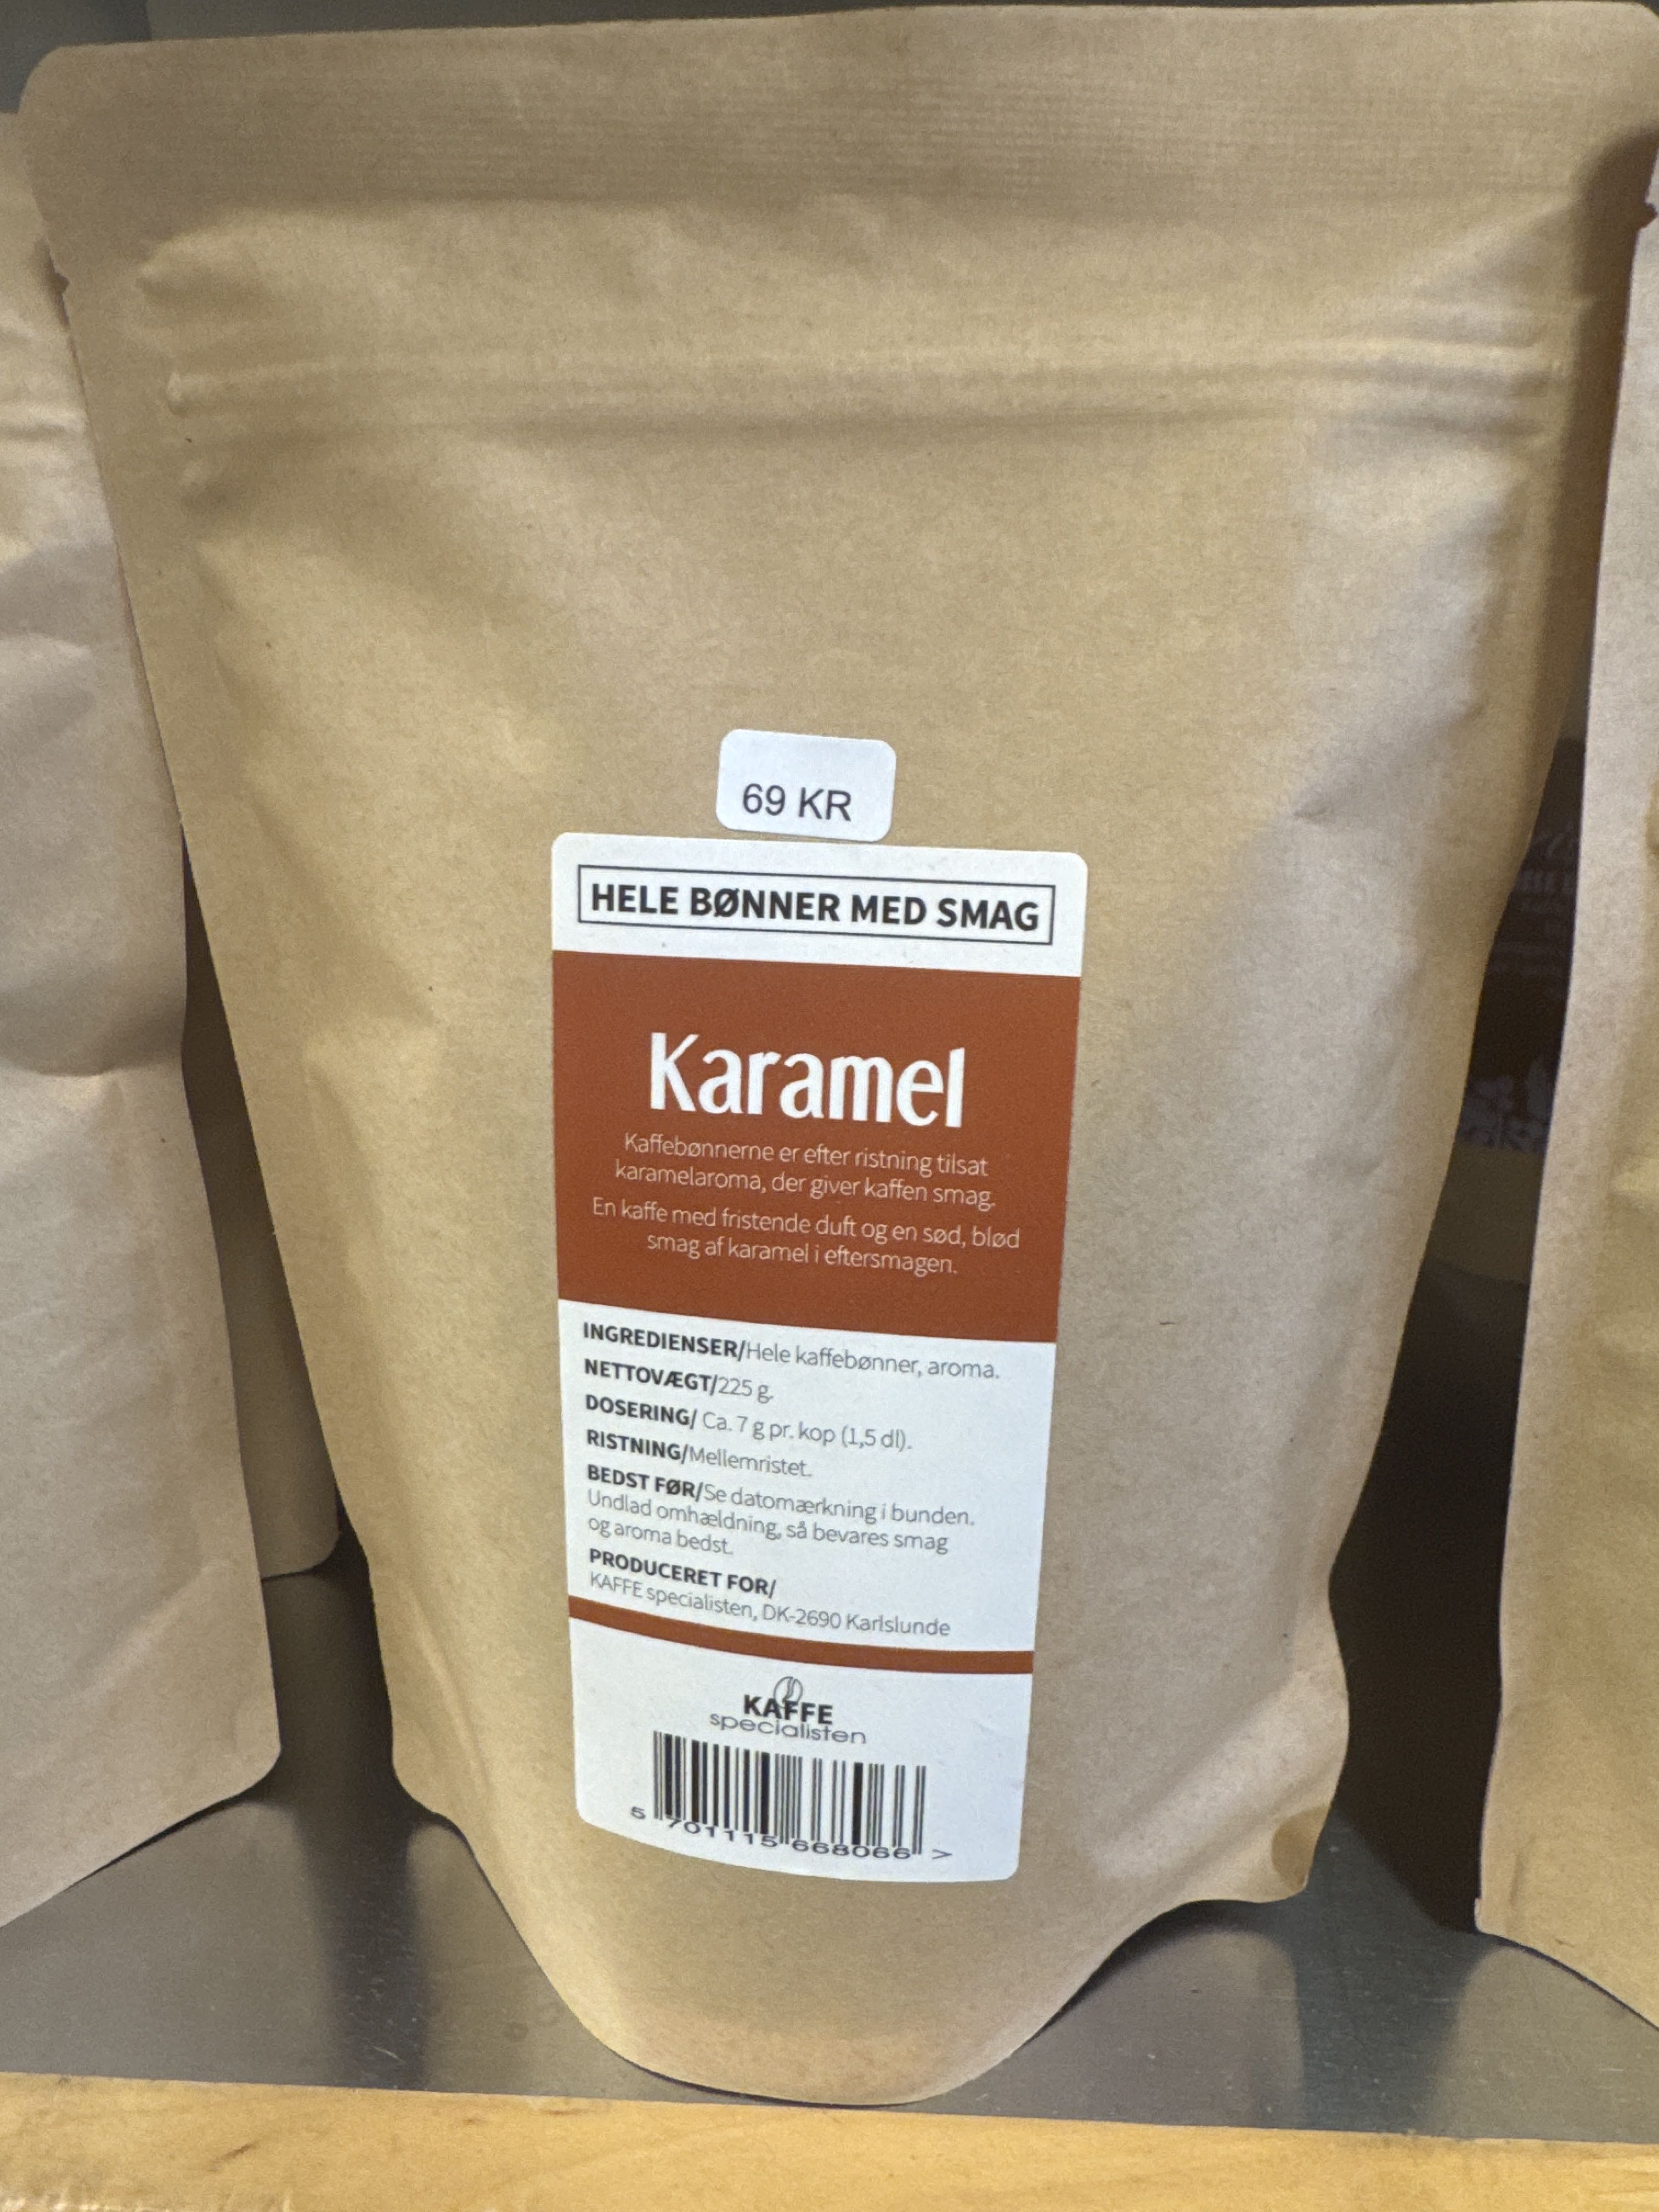 69 KR
HELE BØNNER MED SMAG
Karamel
Kaffebønnerne er efter ristning tilsat
karamelaroma, der giver kaffen smag.
En kaffe med fristende duft og en sød, blød
smag af karamel i eftersmagen.
INGREDIENSER/Hele kaffebønner, aroma.
NETTOVÆGT/225 g.
DOSERING/ Ca. 7 g pr. kop (1,5 dl).
RISTNING/Mellemristet.
BEDST FØR/Se datomærkning i bunden.
Undlad omhældning, så bevares smag
og aroma bedst.
PRODUCERET FOR/
KAFFE specialisten, DK-2690 Karlslunde
KAFFE
specialisten
5 701115 668066 >